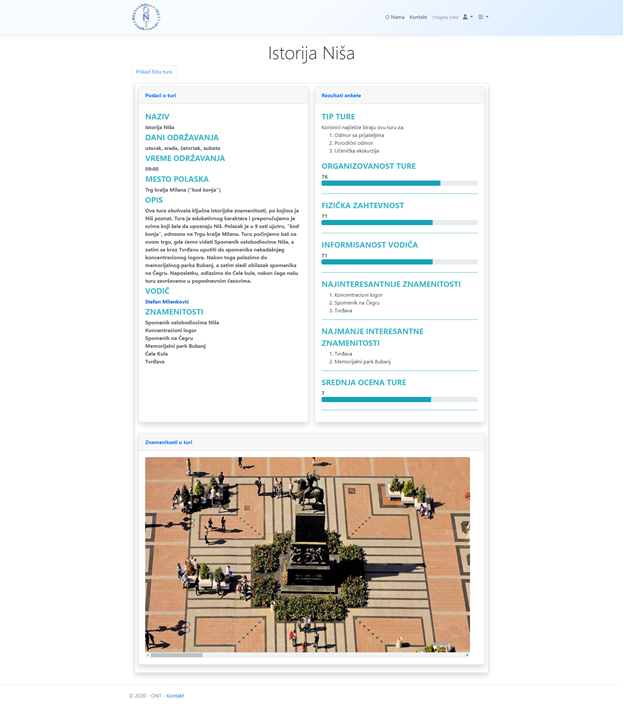 O Nama Kontakt Dragana Simić
Istorija Niša
Prikaži listu tura
Podaci o turi
NAZIV
Istorija Niša
DANI ODRŽAVANJA
utorak, sreda, četvrtak, subota
VREME ODRŽAVANJA
09:00
MESTO POLASKA
Trg kralja Milana ("kod konja")
OPIS
Ova tura obuhvata ključne istorijske znamenitosti, po kojima je
Niš poznat. Tura je edukativnog karaktera i preporučujemo je
svima koji žele da upoznaju Niš. Polazak je u 9 sati ujutru, "kod
konja", odnosno na Trgu kralja Milana. Turu počinjemo baš na
ovom trgu, gde ćemo videti Spomenik oslobodiocima Niša, a
zatim se kroz Tvrđavu uputiti do spomenika nekadašnjeg
koncentracionog logora. Nakon toga polazimo do
memorijalnog parka Bubanj, a zatim sledi obilazak spomenika
na Čegru. Naposletku, odlazimo do Ćele kule, nakon čega našu
turu završavamo u popodnevnim časovima.
VODIČ
Stefan Milenković
ZNAMENITOSTI
Spomenik oslobodiocima Niša
Koncentracioni logor
Spomenik na Čegru
Memorijalni park Bubanj
Ćele Kula
Tvrđava
Rezultati ankete
TIP TURE
Korisnici najčešće biraju ovu turu za:
1. Odmor sa prijateljima
2. Porodični odmor
3. Učenička ekskurzija
ORGANIZOVANOST TURE
76
FIZIČKA ZAHTEVNOST
71
INFORMISANOST VODIČA
71
NAJINTERESANTNIJE ZNAMENITOSTI
1. Koncentracioni logor
2. Spomenik na Čegru
3. Tvrđava
NAJMANJE INTERESANTNE
ZNAMENITOSTI
1. Tvrđava
2. Memorijalni park Bubanj
SREDNJA OCENA TURE
7
Znamenitosti u turi
© 2020 - ONT - Kontakt